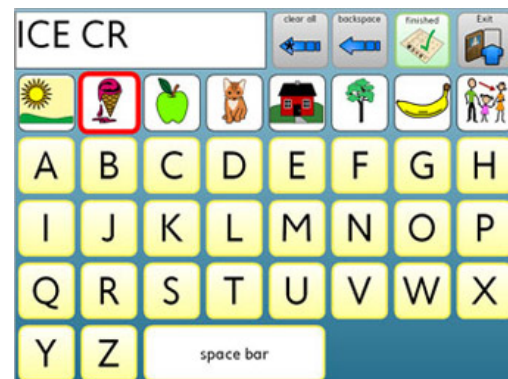 ICE CR
clear all backspace finished Exit
A B C D E F G H
I J K L M N O P
Q R S T U V W X
Y Z space bar